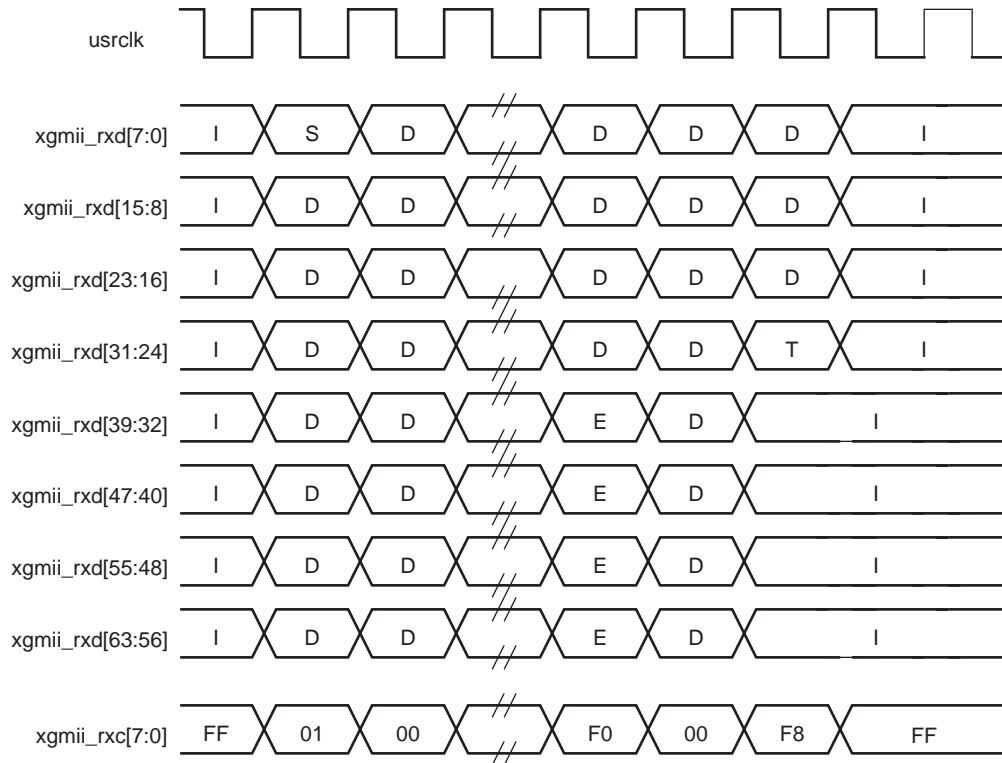 usrclk
xgmii_rxd[7:0] I S D D D D I
xgmii_rxd[15:8] I D D D D D I
xgmii_rxd[23:16] I D D D D D I
xgmii_rxd[31:24] I D D D D T I
xgmii_rxd[39:32] I D D E D I
xgmii_rxd[47:40] I D D E D I
xgmii_rxd[55:48] I D D E D I
xgmii_rxd[63:56] I D D E D I
xgmii_rxc[7:0] FF 01 00 F0 00 F8 FF